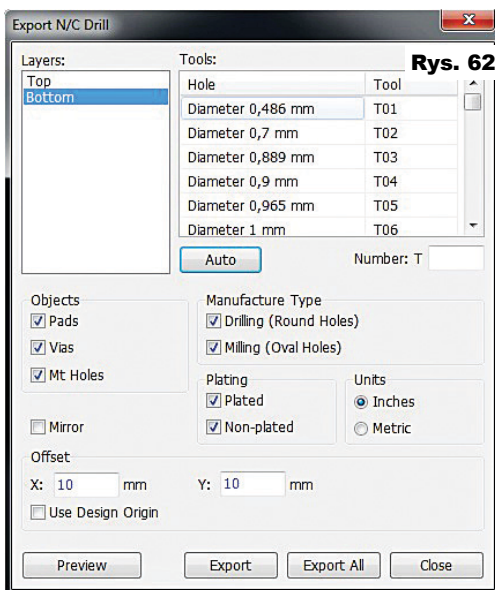 Export N/C Drill
x
Rys. 62
Layers:
Top
Bottom
Tools:
Hole Tool
Diameter 0,486 mm T01
Diameter 0,7 mm T02
Diameter 0,889 mm T03
Diameter 0,9 mm T04
Diameter 0,965 mm T05
Diameter 1 mm T06
Auto Number: T
Objects
Pads
Vias
Mt Holes
Manufacture Type
Drilling (Round Holes)
Milling (Oval Holes)
Plating
Plated
Non-plated
Units
Inches
Metric
Mirror
Offset
X: 10 mm Y: 10 mm
Use Design Origin
Preview Export Export All Close